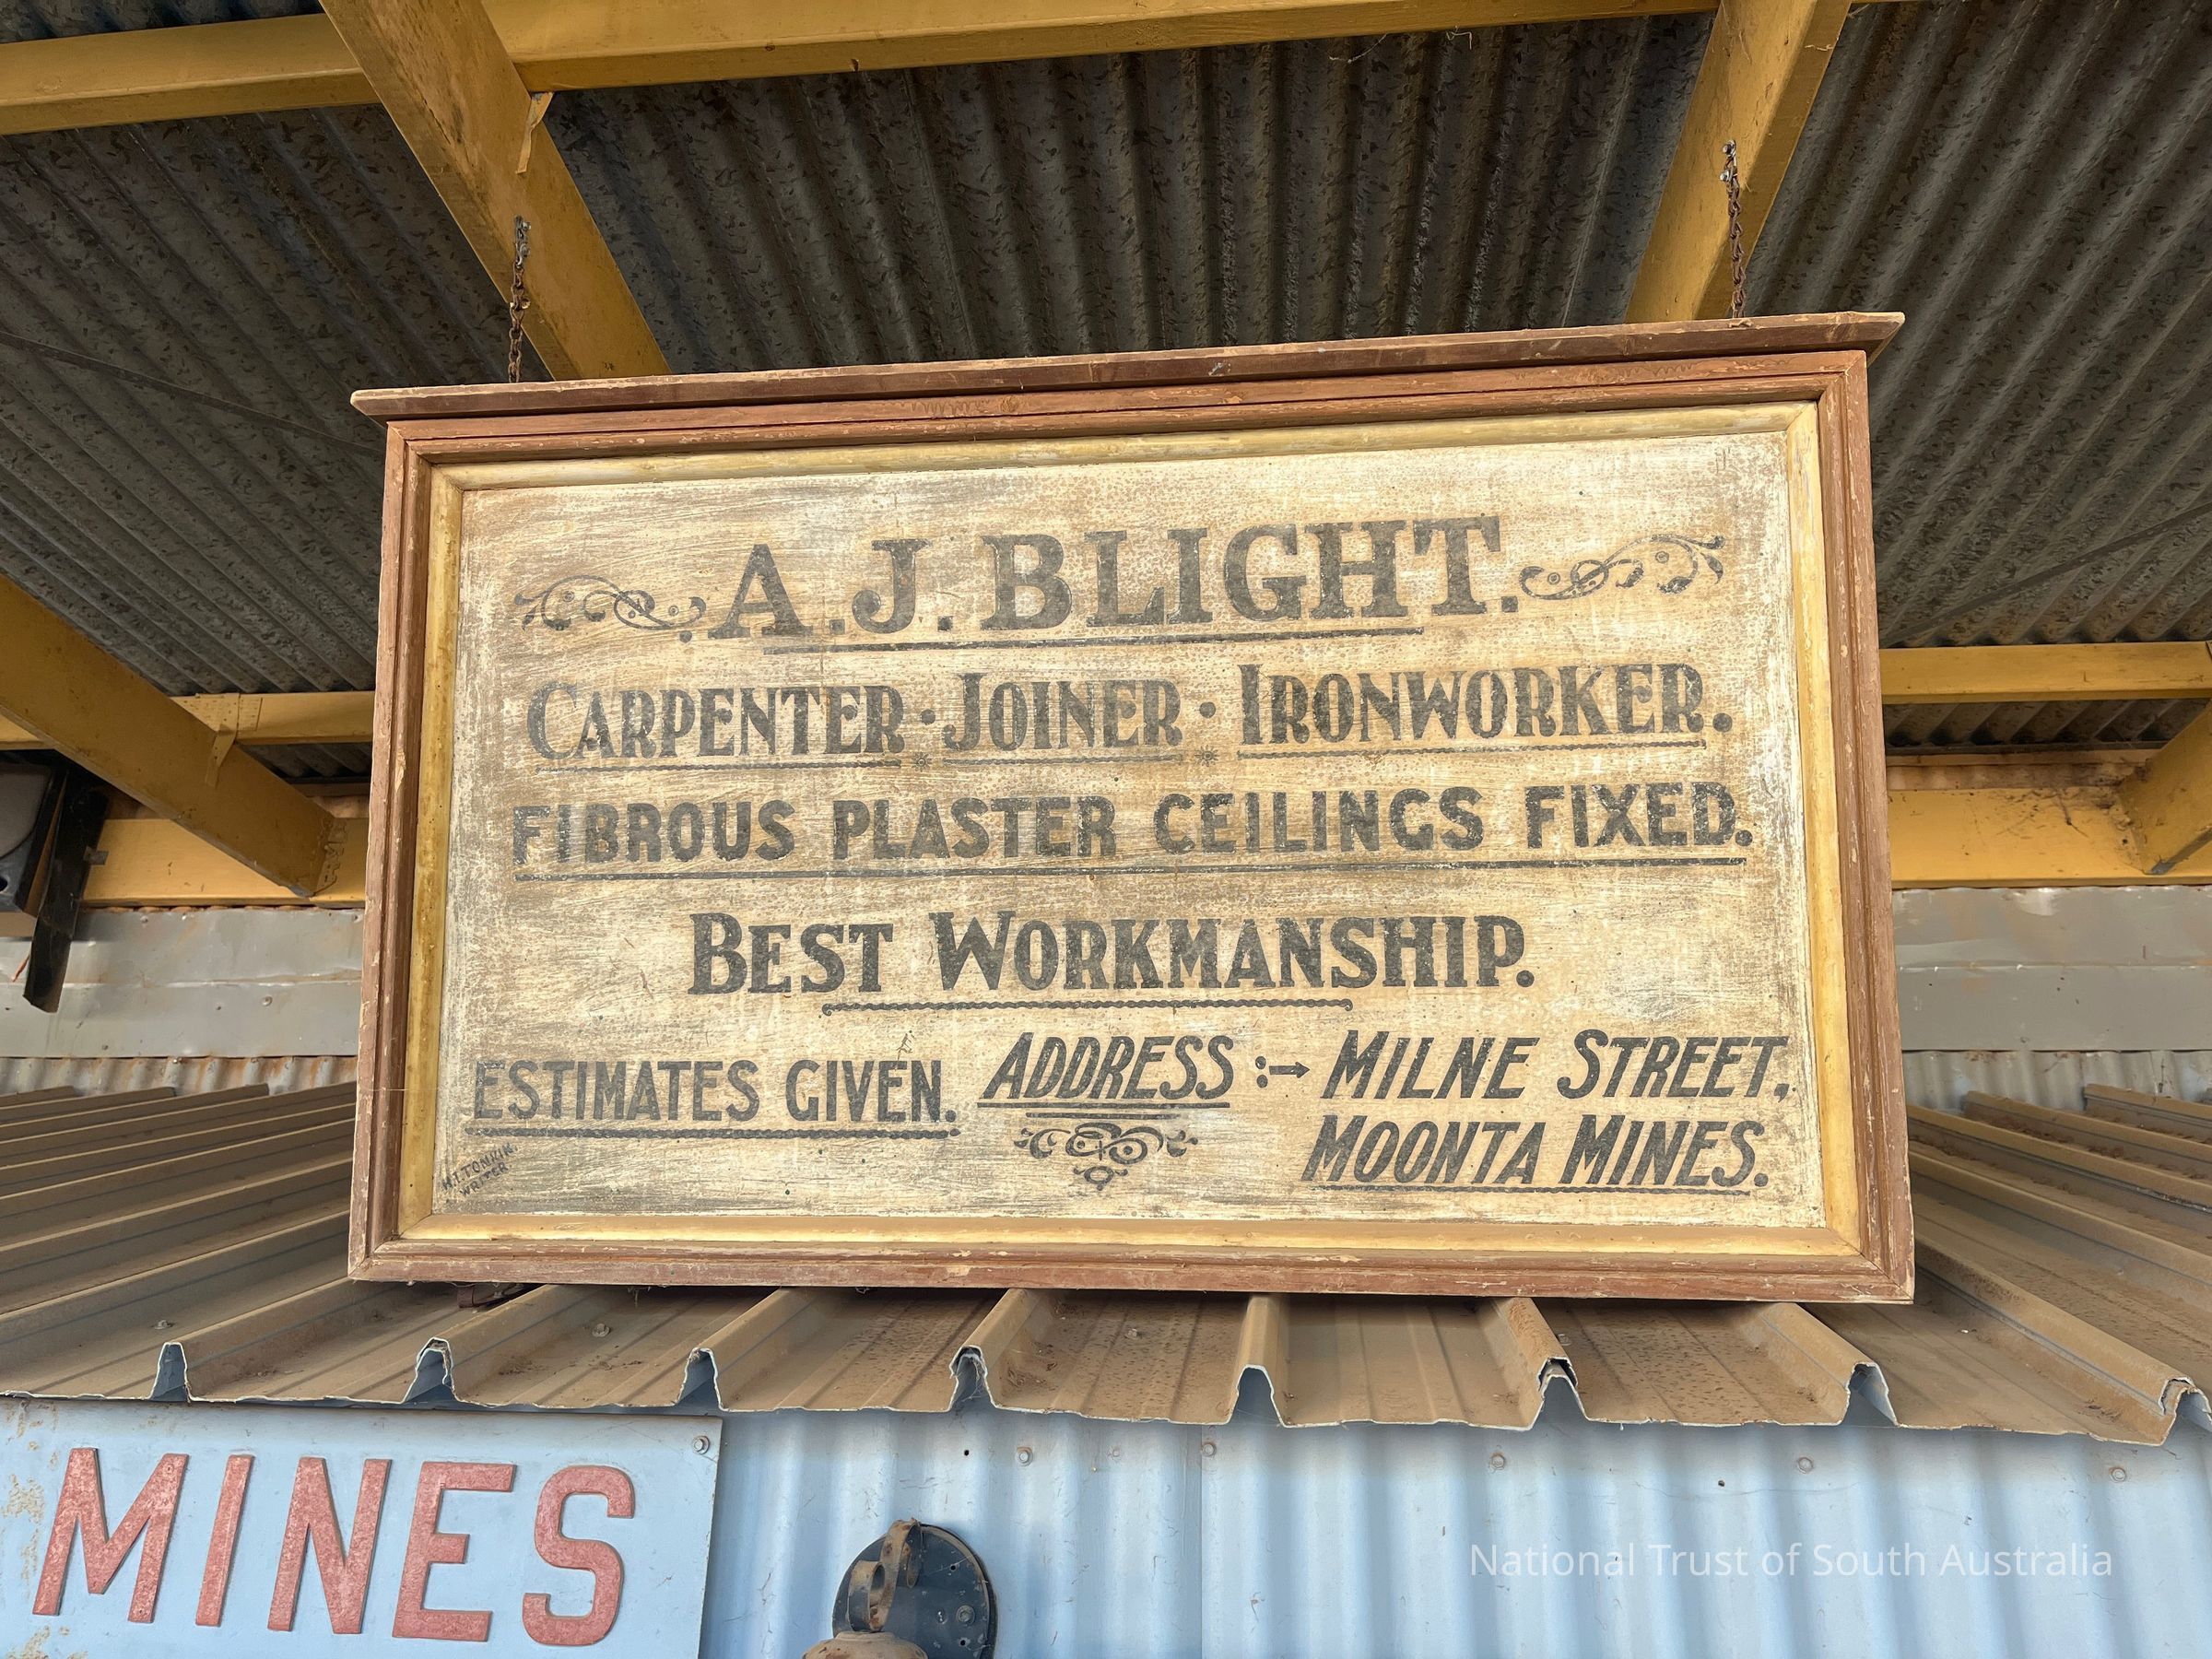 A.J. BLIGHT.
CARPENTER · JOINER · IRONWORKER.
FIBROUS PLASTER CEILINGS FIXED.
BEST WORKMANSHIP.
ESTIMATES GIVEN.
ADDRESS :→ MILNE STREET,
MOONTA MINES.
H.T. TONKIN.
WRITER
MINES
National Trust of South Australia